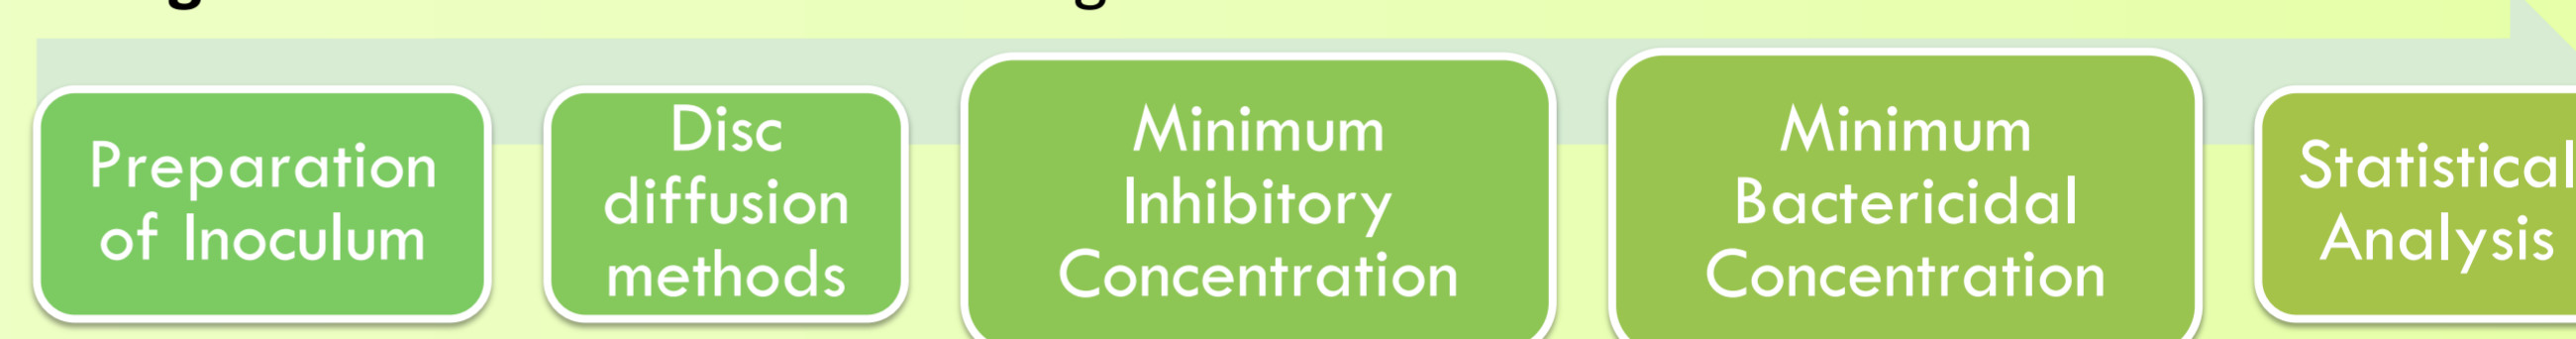 Preparation
of Inoculum
Disc
diffusion
methods
Minimum
Inhibitory
Concentration
Minimum
Bactericidal
Concentration
Statistical
Analysis